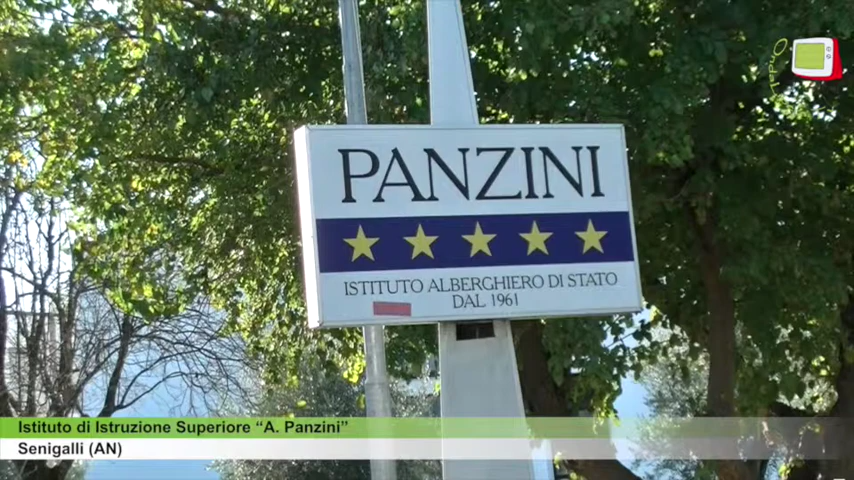 PANZINI
ISTITUTO ALBERGHIERO DI STATO
DAL 1961
Istituto di Istruzione Superiore “A. Panzini”
Senigalli (AN)